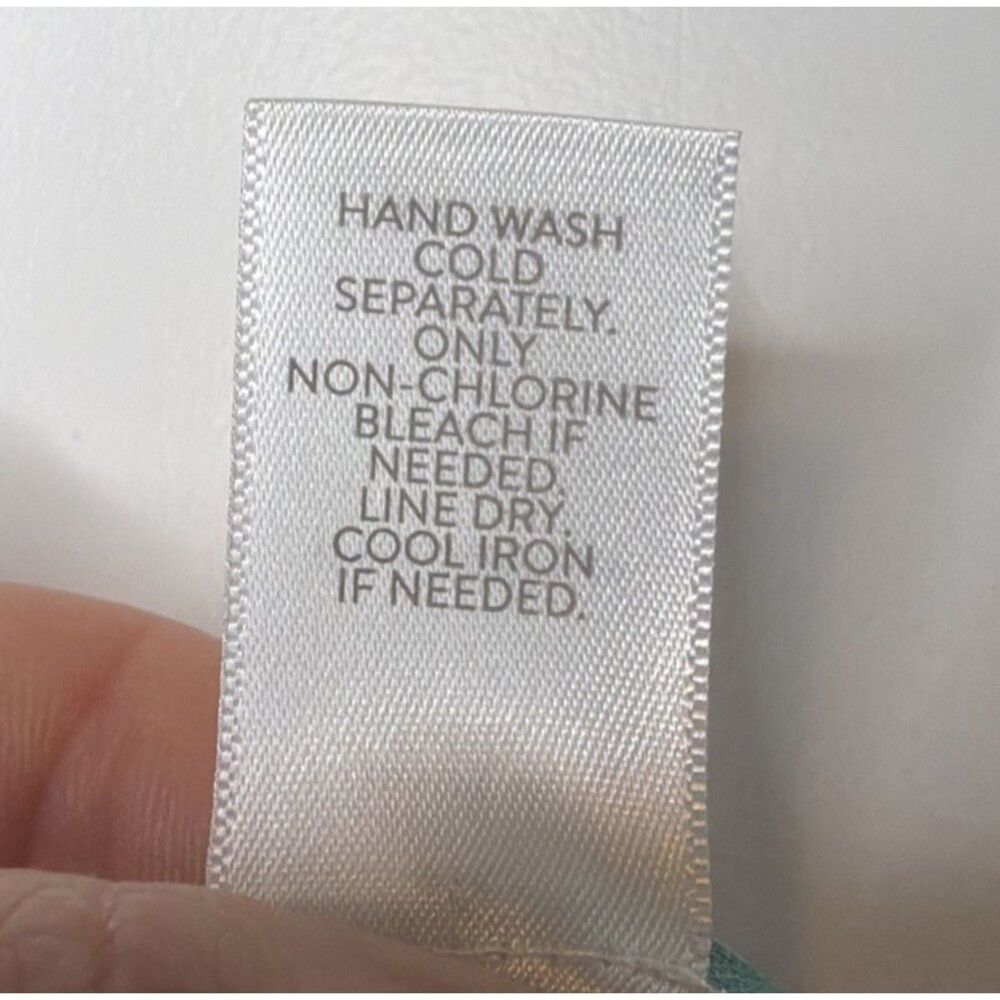 HAND WASH
COLD
SEPARATELY.
ONLY
NON-CHLORINE
BLEACH IF
NEEDED.
LINE DRY.
COOL IRON
IF NEEDED.